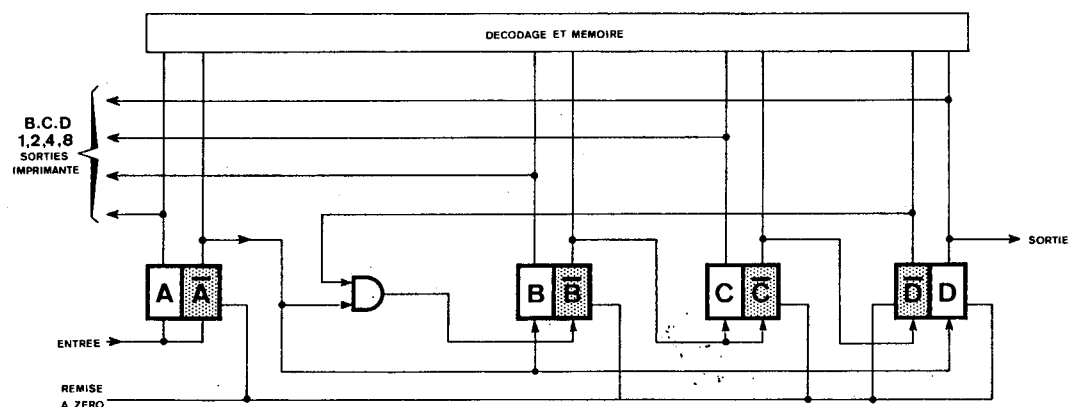 DECODAGE ET MEMOIRE
B.C.D
1,2,4,8
SORTIES
IMPRIMANTE
SORTIE
A A̅
B B̅
C C̅
D̅ D
ENTREE
REMISE
A ZERO